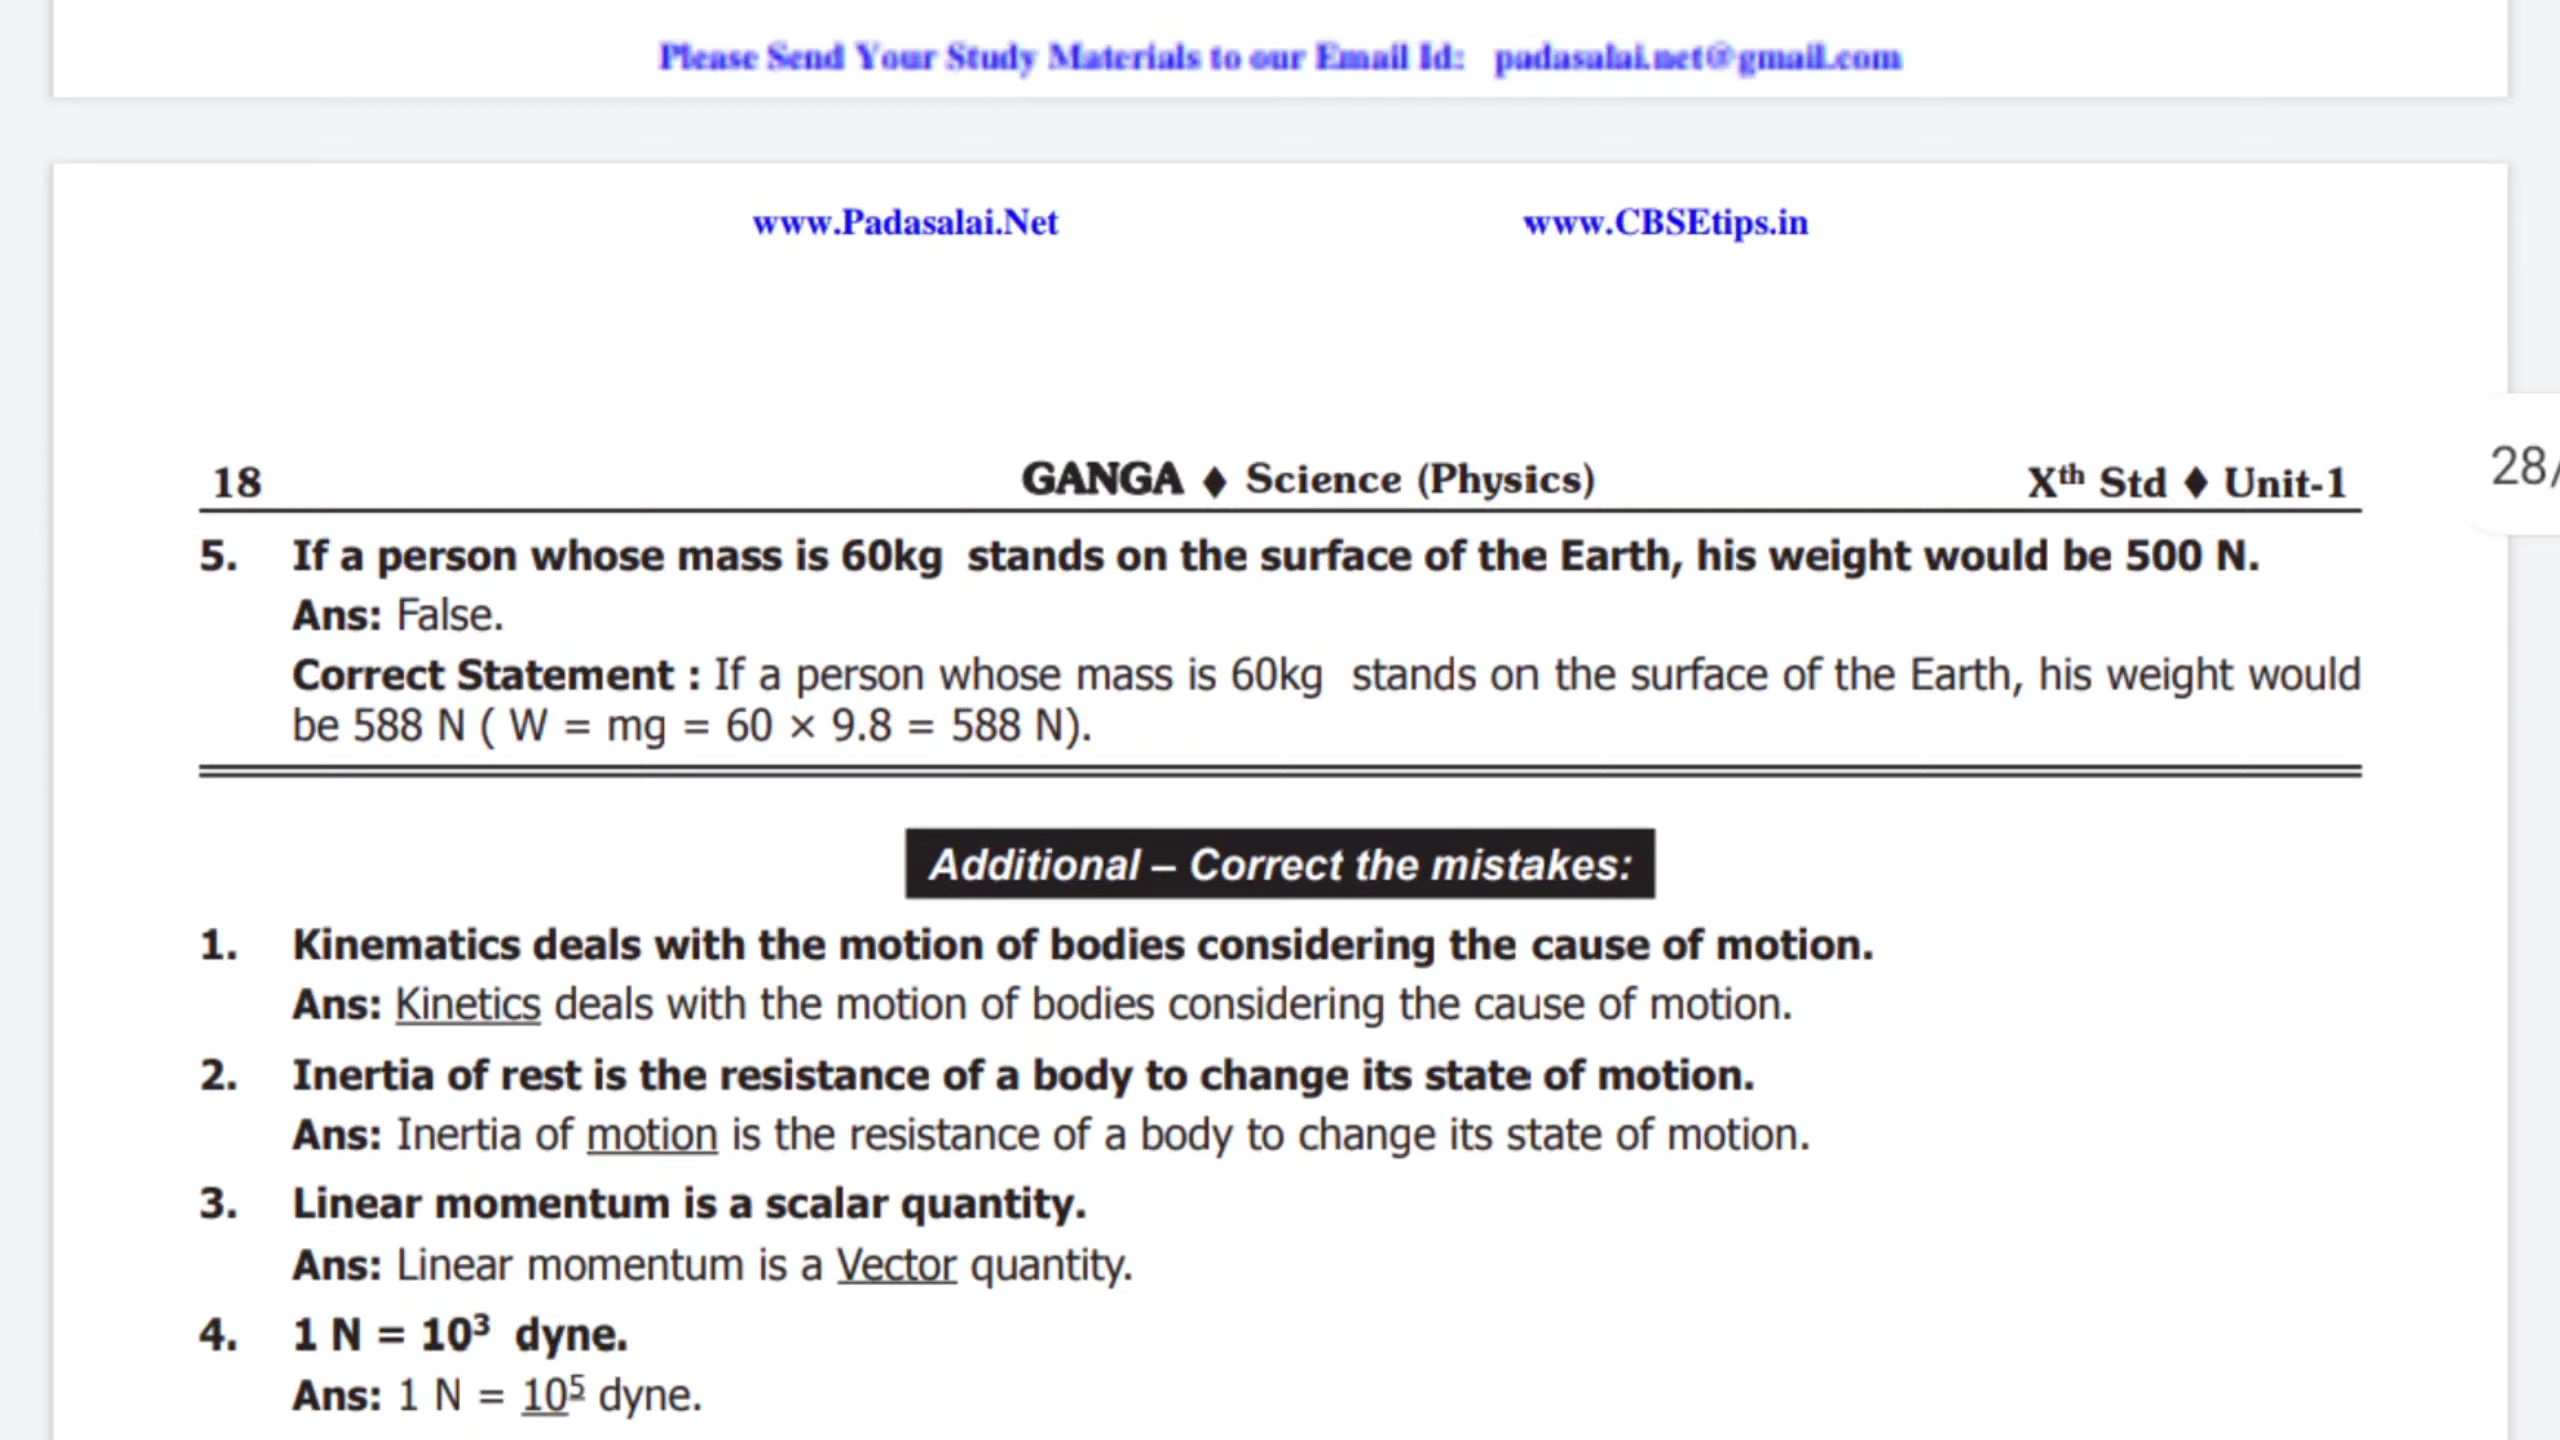 Please Send Your Study Materials to our Email Id: padasalai.net@gmail.com
www.Padasalai.Net www.CBSEtips.in
18 GANGA ♦ Science (Physics) Xth Std ♦ Unit-1
28/
5. If a person whose mass is 60kg stands on the surface of the Earth, his weight would be 500 N.
Ans: False.
Correct Statement : If a person whose mass is 60kg stands on the surface of the Earth, his weight would
be 588 N ( W = mg = 60 × 9.8 = 588 N).
Additional – Correct the mistakes:
1. Kinematics deals with the motion of bodies considering the cause of motion.
Ans: Kinetics deals with the motion of bodies considering the cause of motion.
2. Inertia of rest is the resistance of a body to change its state of motion.
Ans: Inertia of motion is the resistance of a body to change its state of motion.
3. Linear momentum is a scalar quantity.
Ans: Linear momentum is a Vector quantity.
4. 1 N = 10³ dyne.
Ans: 1 N = 10⁵ dyne.